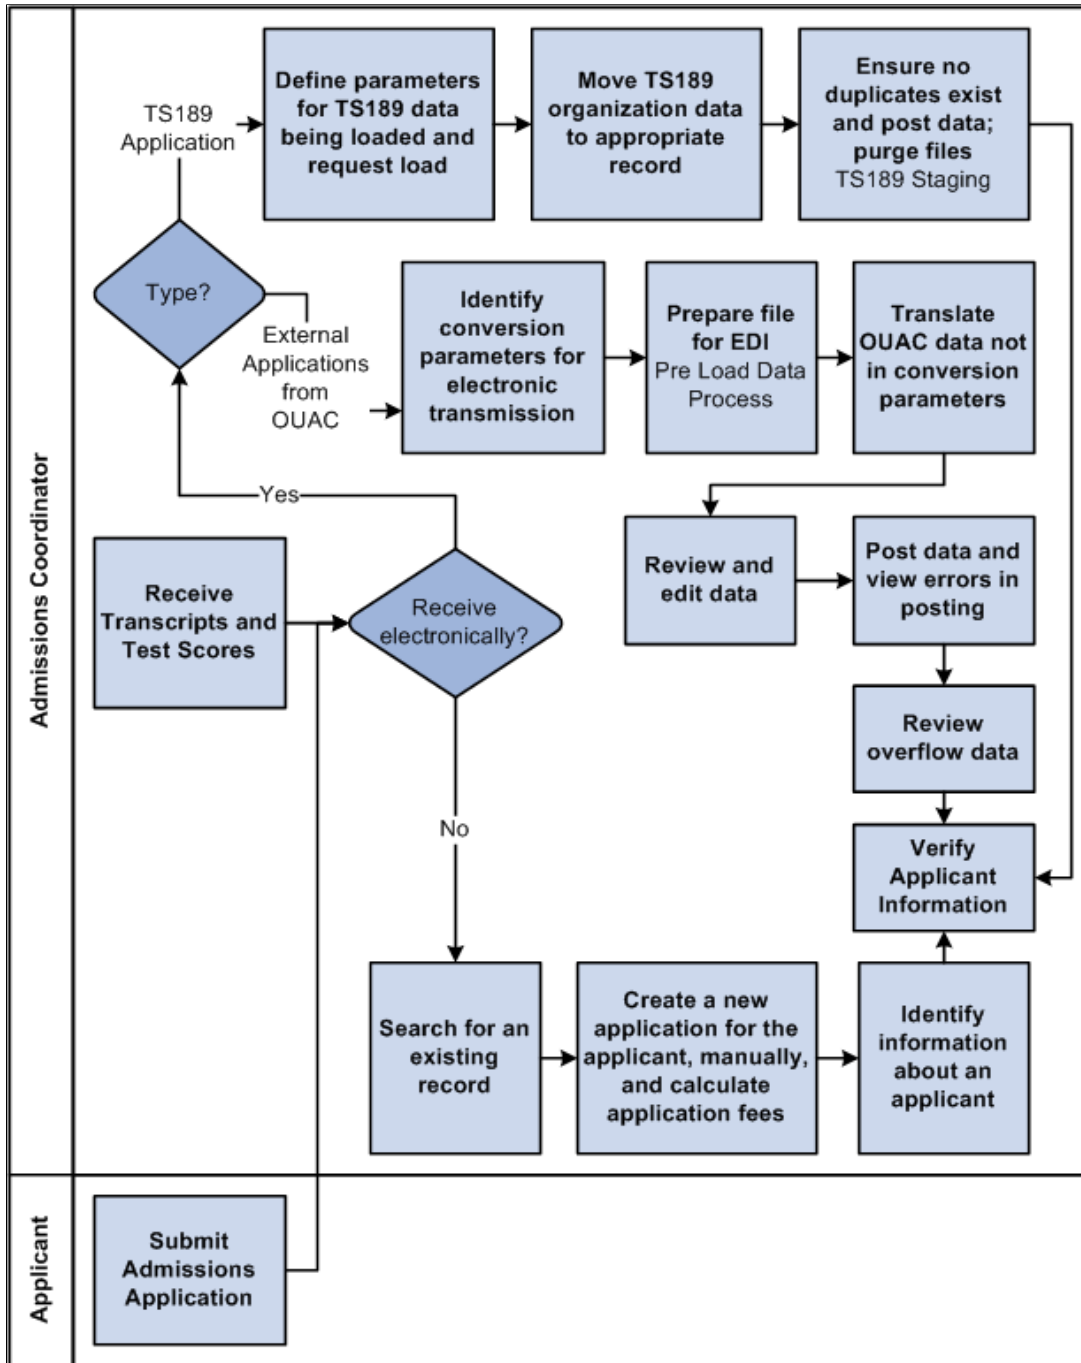 Admissions Coordinator
TS189
Application
Define parameters
for TS189 data
being loaded and
request load
Move TS189
organization data
to appropriate
record
Ensure no
duplicates exist
and post data;
purge files
TS189 Staging
Type?
External
Applications
from
OUAC
Identify
conversion
parameters for
electronic
transmission
Prepare file
for EDI
Pre Load Data
Process
Translate
OUAC data not
in conversion
parameters
Yes
Receive
Transcripts and
Test Scores
Receive
electronically?
Review and
edit data
Post data and
view errors in
posting
Review
overflow data
No
Verify
Applicant
Information
Search for an
existing
record
Create a new
application for the
applicant, manually,
and calculate
application fees
Identify
information
about an
applicant
Applicant
Submit
Admissions
Application